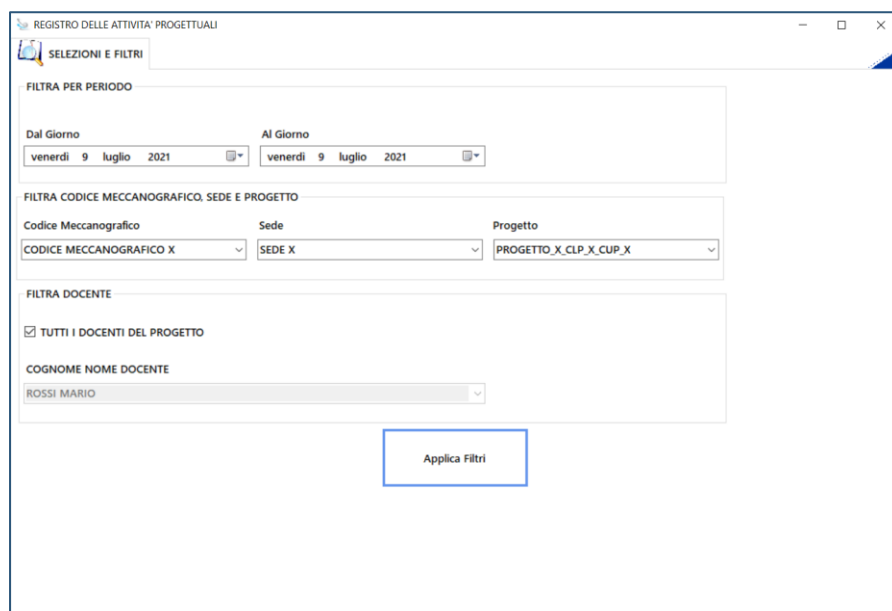 REGISTRO DELLE ATTIVITA' PROGETTUALI
SELEZIONI E FILTRI
FILTRA PER PERIODO
Dal Giorno Al Giorno
venerdì 9 luglio 2021 venerdì 9 luglio 2021
FILTRA CODICE MECCANOGRAFICO, SEDE E PROGETTO
Codice Meccanografico Sede Progetto
CODICE MECCANOGRAFICO X SEDE X PROGETTO_X_CLP_X_CUP_X
FILTRA DOCENTE
TUTTI I DOCENTI DEL PROGETTO
COGNOME NOME DOCENTE
ROSSI MARIO
Applica Filtri